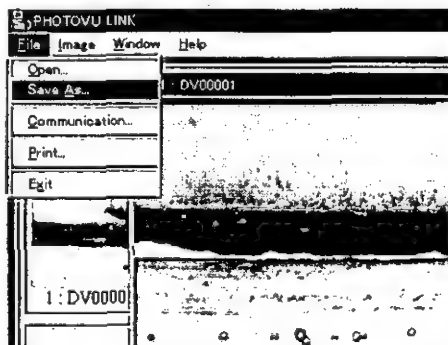 PHOTOVU LINK
File Image Window Help
Open...
Save As...
: DV00001
Communication...
Print...
Exit
1 : DV0000